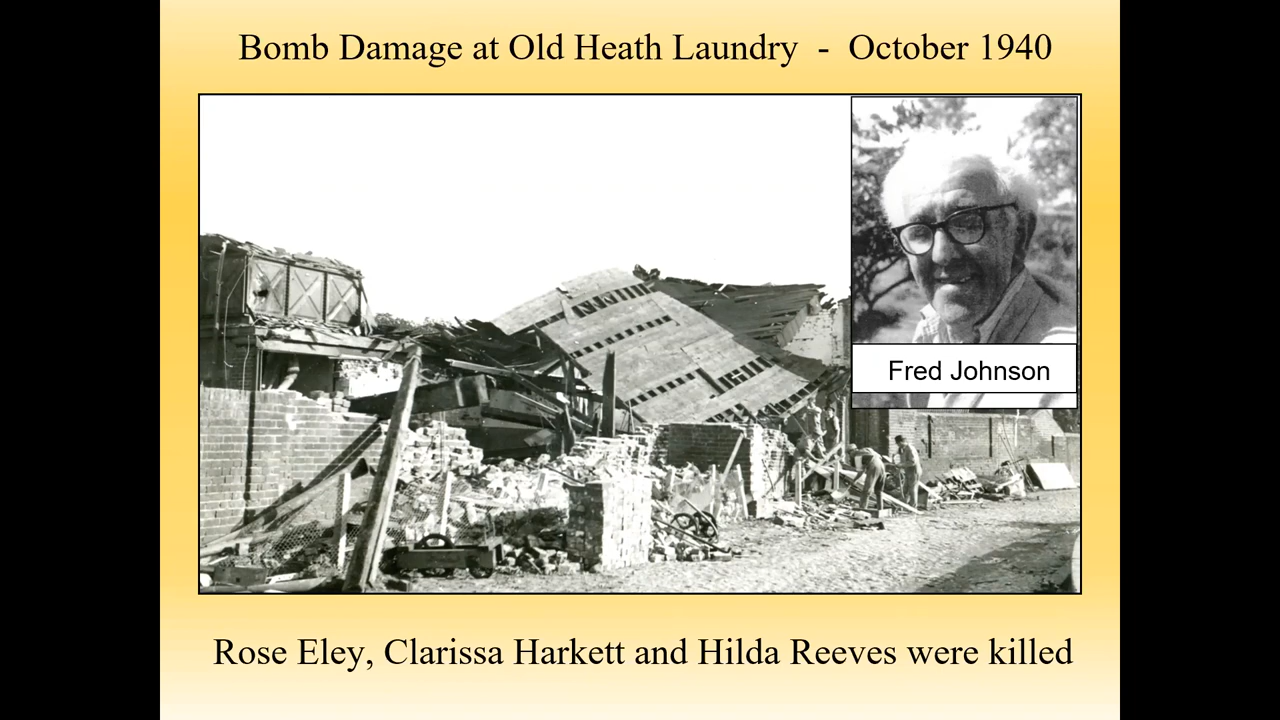 Bomb Damage at Old Heath Laundry - October 1940
Fred Johnson
Rose Eley, Clarissa Harkett and Hilda Reeves were killed